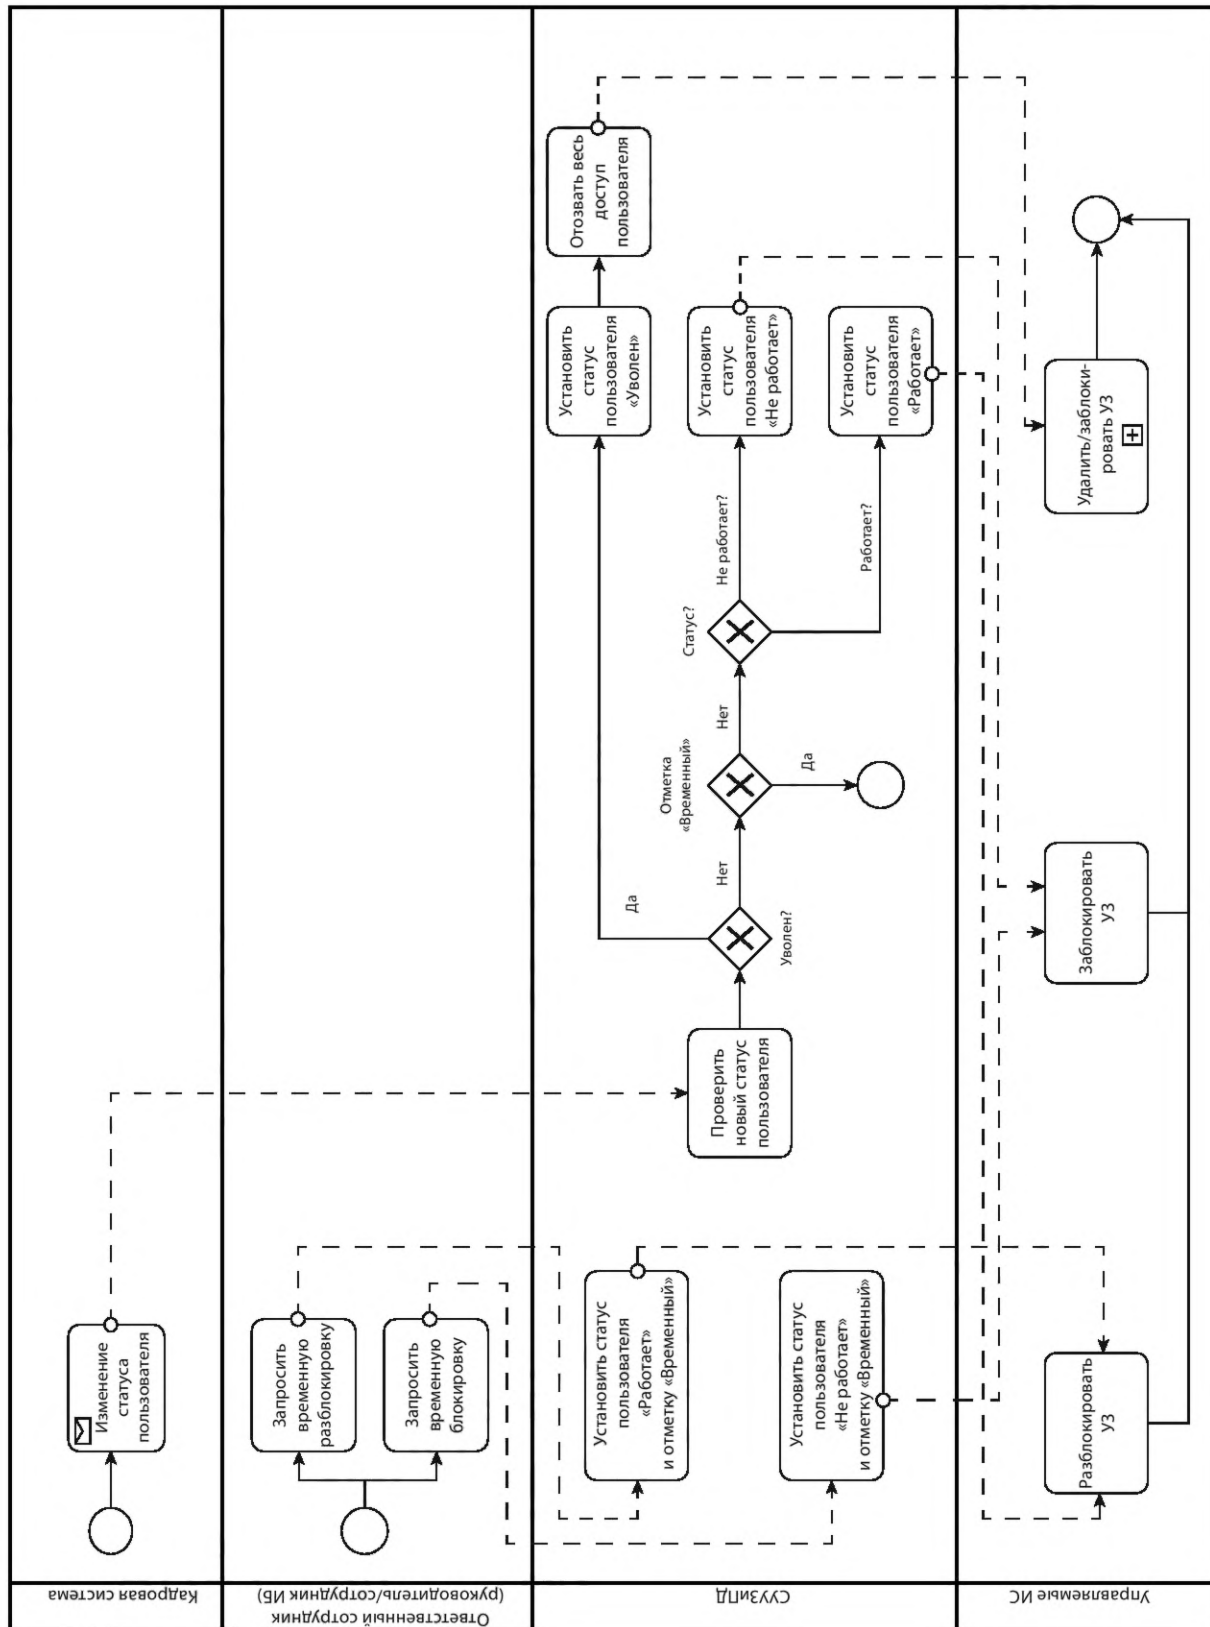 Кадровая система
Изменение
статуса
пользователя
Ответственный сотрудник
(руководитель/сотрудник ИБ)
Запросить
временную
разблокировку
Запросить
временную
блокировку
СУУЗиПД
Установить статус
пользователя
«Работает»
и отметку «Временный»
Установить статус
пользователя
«Не работает»
и отметку «Временный»
Проверить
новый статус
пользователя
Уволен?
Да
Нет
Отметка
«Временный»
Да
Нет
Статус?
Не работает?
Работает?
Установить
статус
пользователя
«Уволен»
Отозвать весь
доступ
пользователя
Установить
статус
пользователя
«Не работает»
Установить
статус
пользователя
«Работает»
Управляемые ИС
Разблокировать
УЗ
Заблокировать
УЗ
Удалить/заблоки-
ровать УЗ